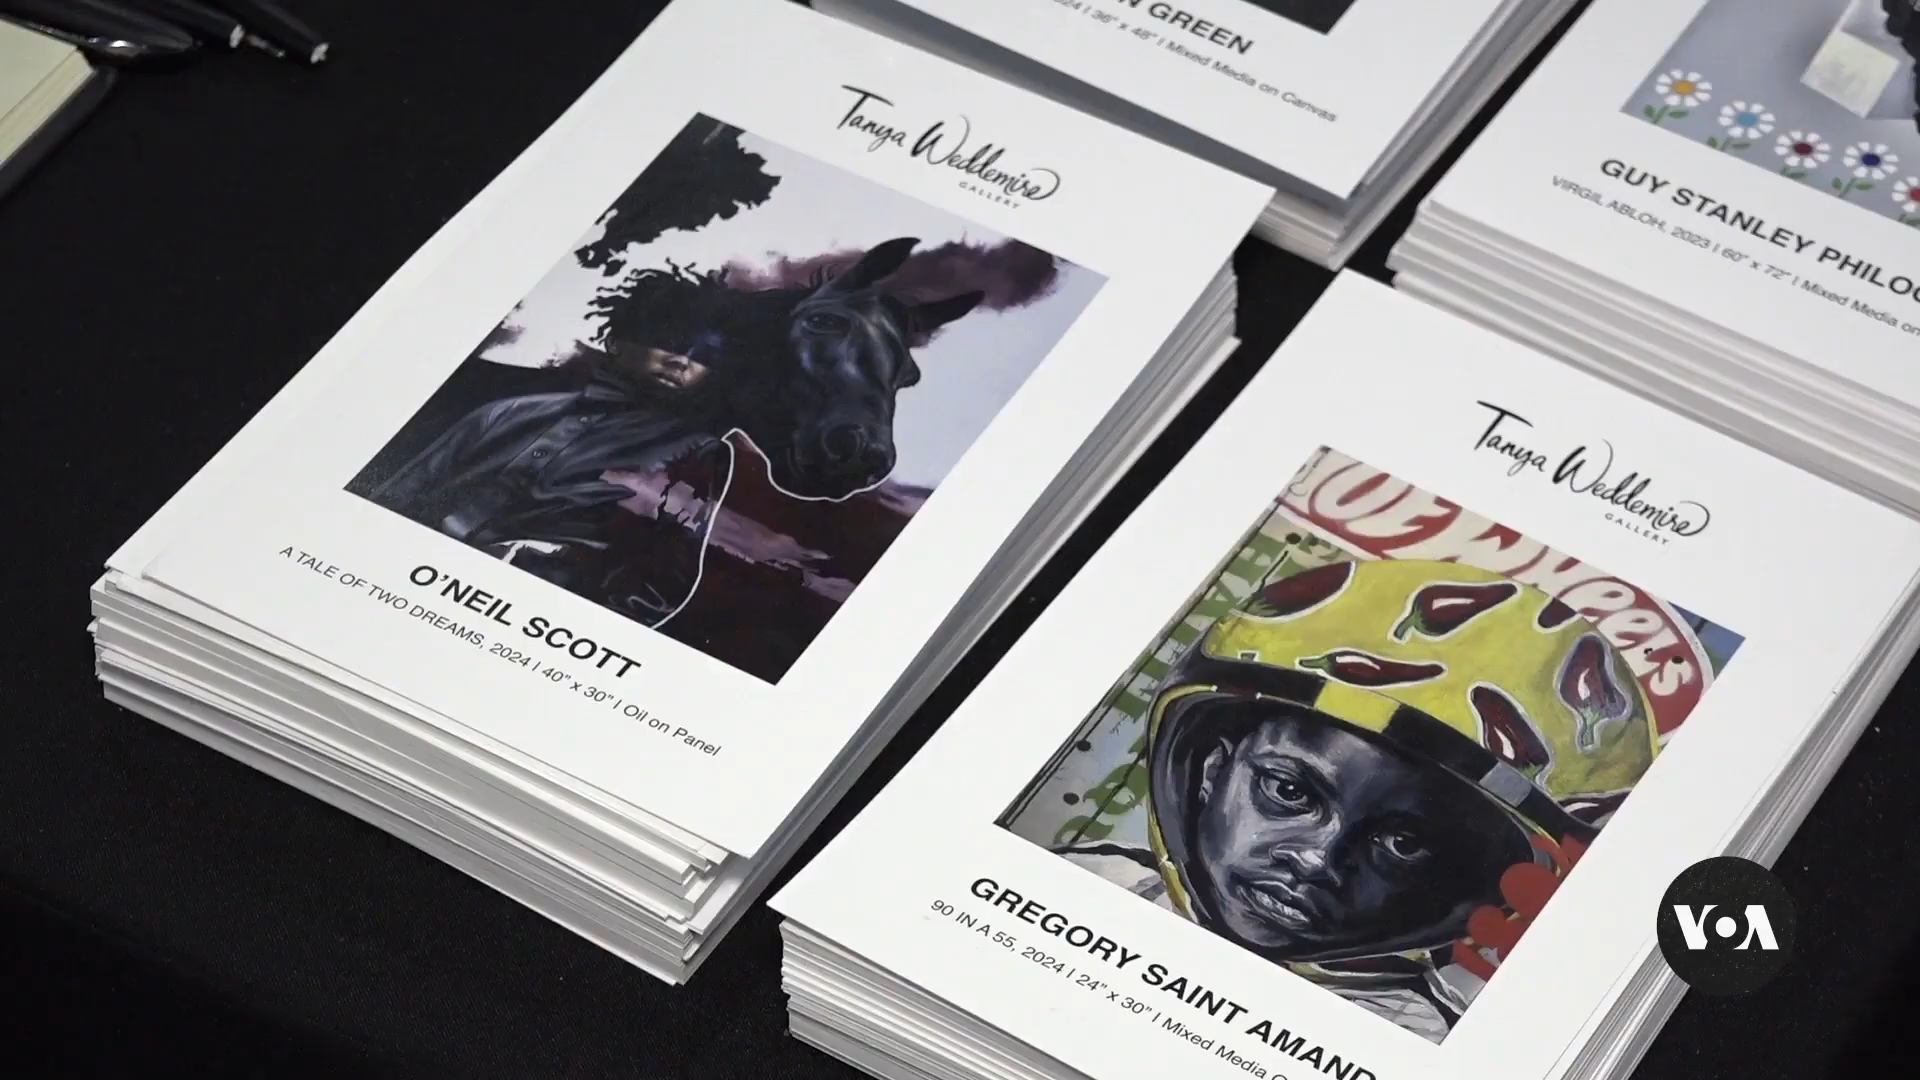 GREEN
2024 | 36" x 48" | Mixed Media on Canvas
GUY STANLEY
VIRGIL ABLOH, 2023 | 60" x 72" | Mixed Media on
Tanya Weddemire
GALLERY
O'NEIL SCOTT
A TALE OF TWO DREAMS, 2024 | 40" x 30" | Oil on Panel
Tanya Weddemire
GALLERY
GREGORY SAINT AMAND
90 IN A 55, 2024 | 24" x 30" | Mixed Media
VOA